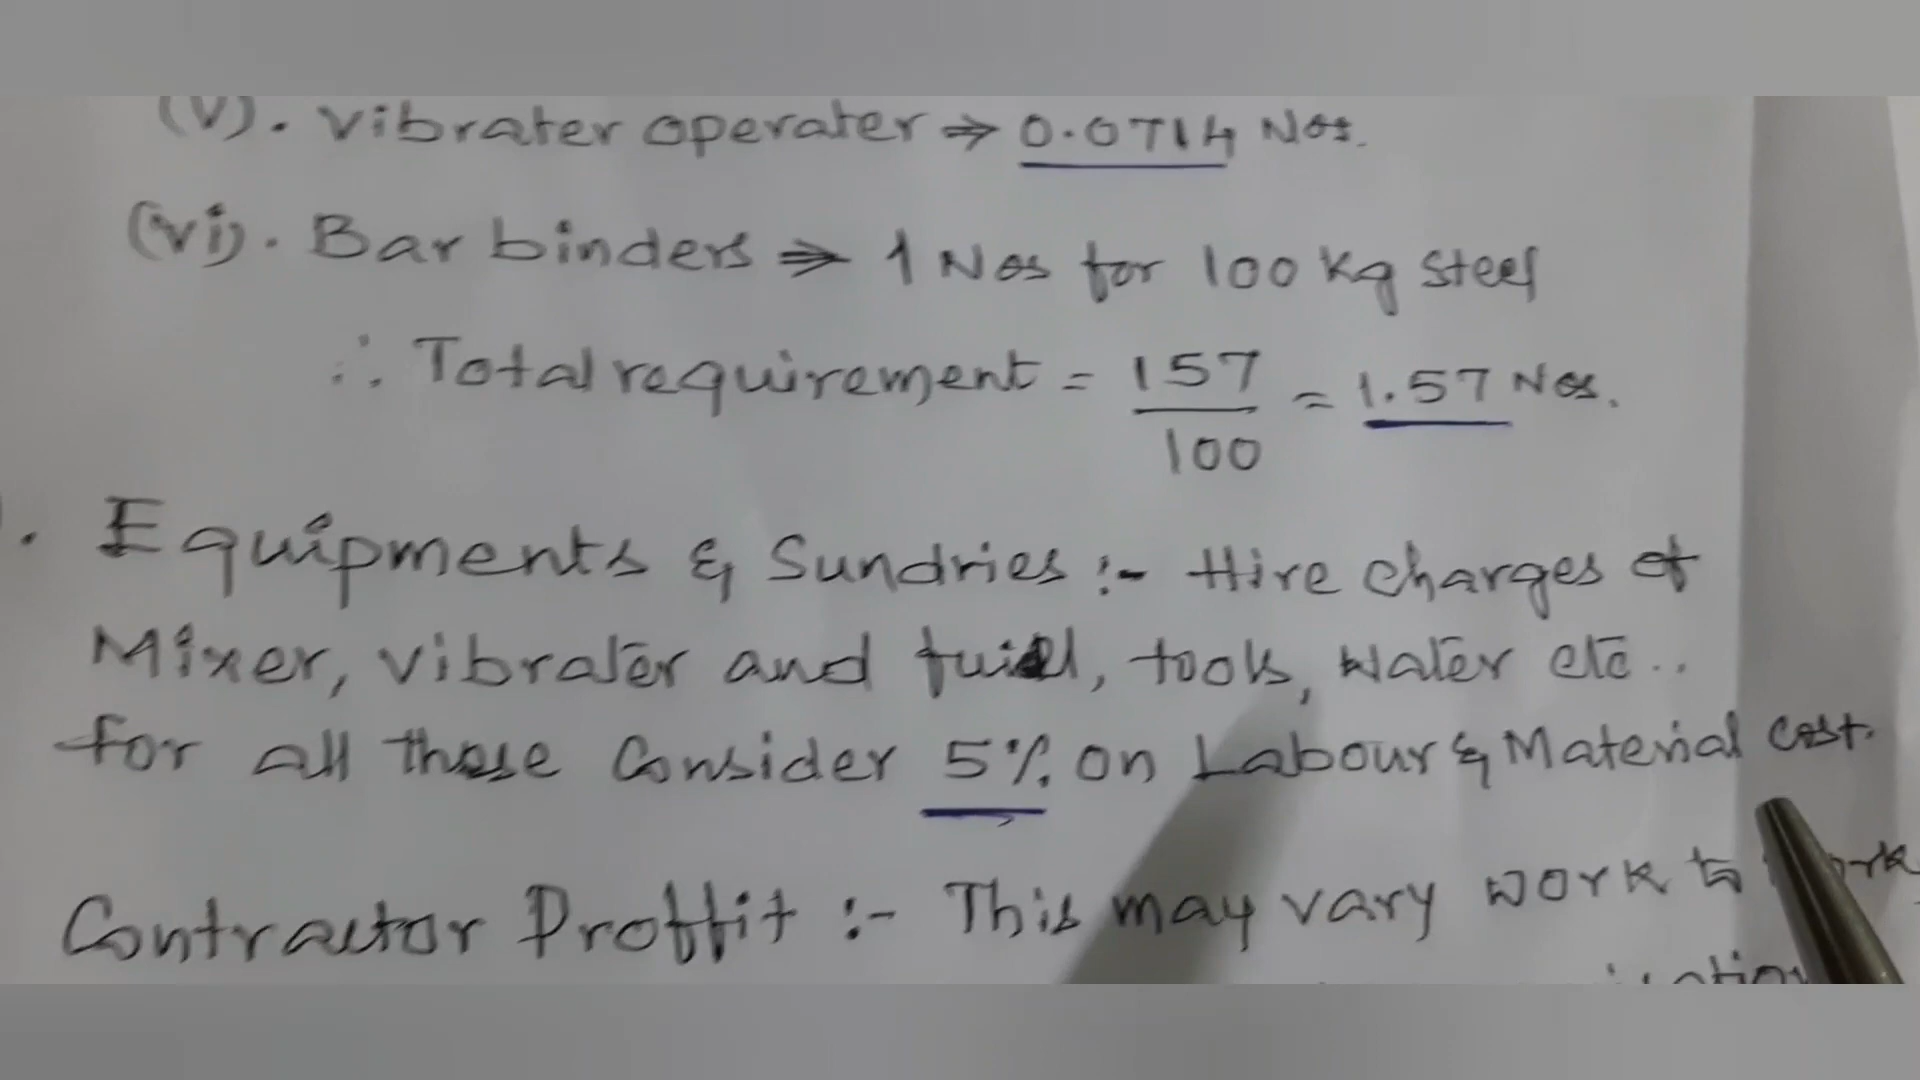 (V). Vibrater operater ⇒ 0.0714 Nos.
(vi). Bar binders ⇒ 1 Nos for 100 kg steel
∴ Total requirement = 157/100 = 1.57 Nos.
. Equipments & Sundries :- Hire charges of
Mixer, vibrater and fuel, tools, water etc..
for all these Consider 5% on Labour & Material cost.
Contractor Proffit :- This may vary work to